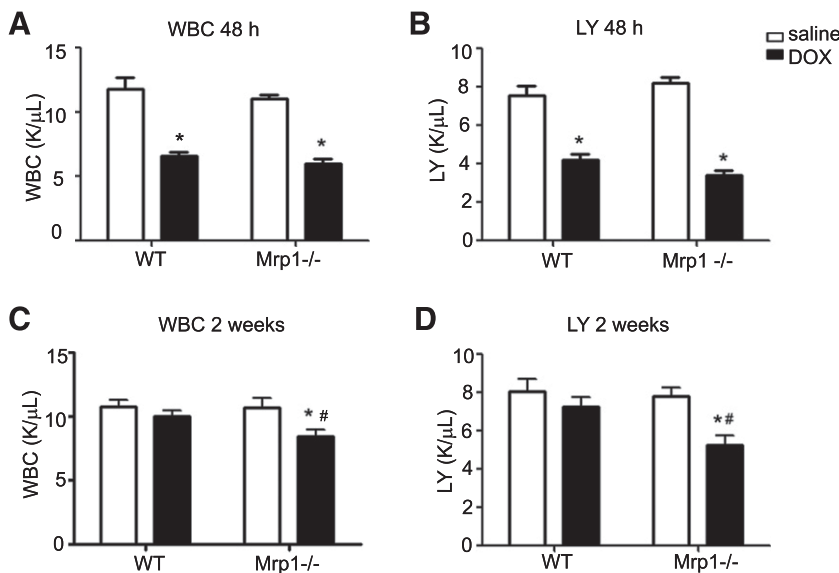 A
WBC 48 h
15
10
5
0
WBC (K/μL)
*
*
WT
Mrp1-/-
B
LY 48 h
10
8
6
4
2
0
LY (K/μL)
*
*
WT
Mrp1 -/-
saline
DOX
C
WBC 2 weeks
15
10
5
0
WBC (K/μL)
* #
WT
Mrp1-/-
D
LY 2 weeks
10
8
6
4
2
0
LY (K/μL)
*#
WT
Mrp1-/-